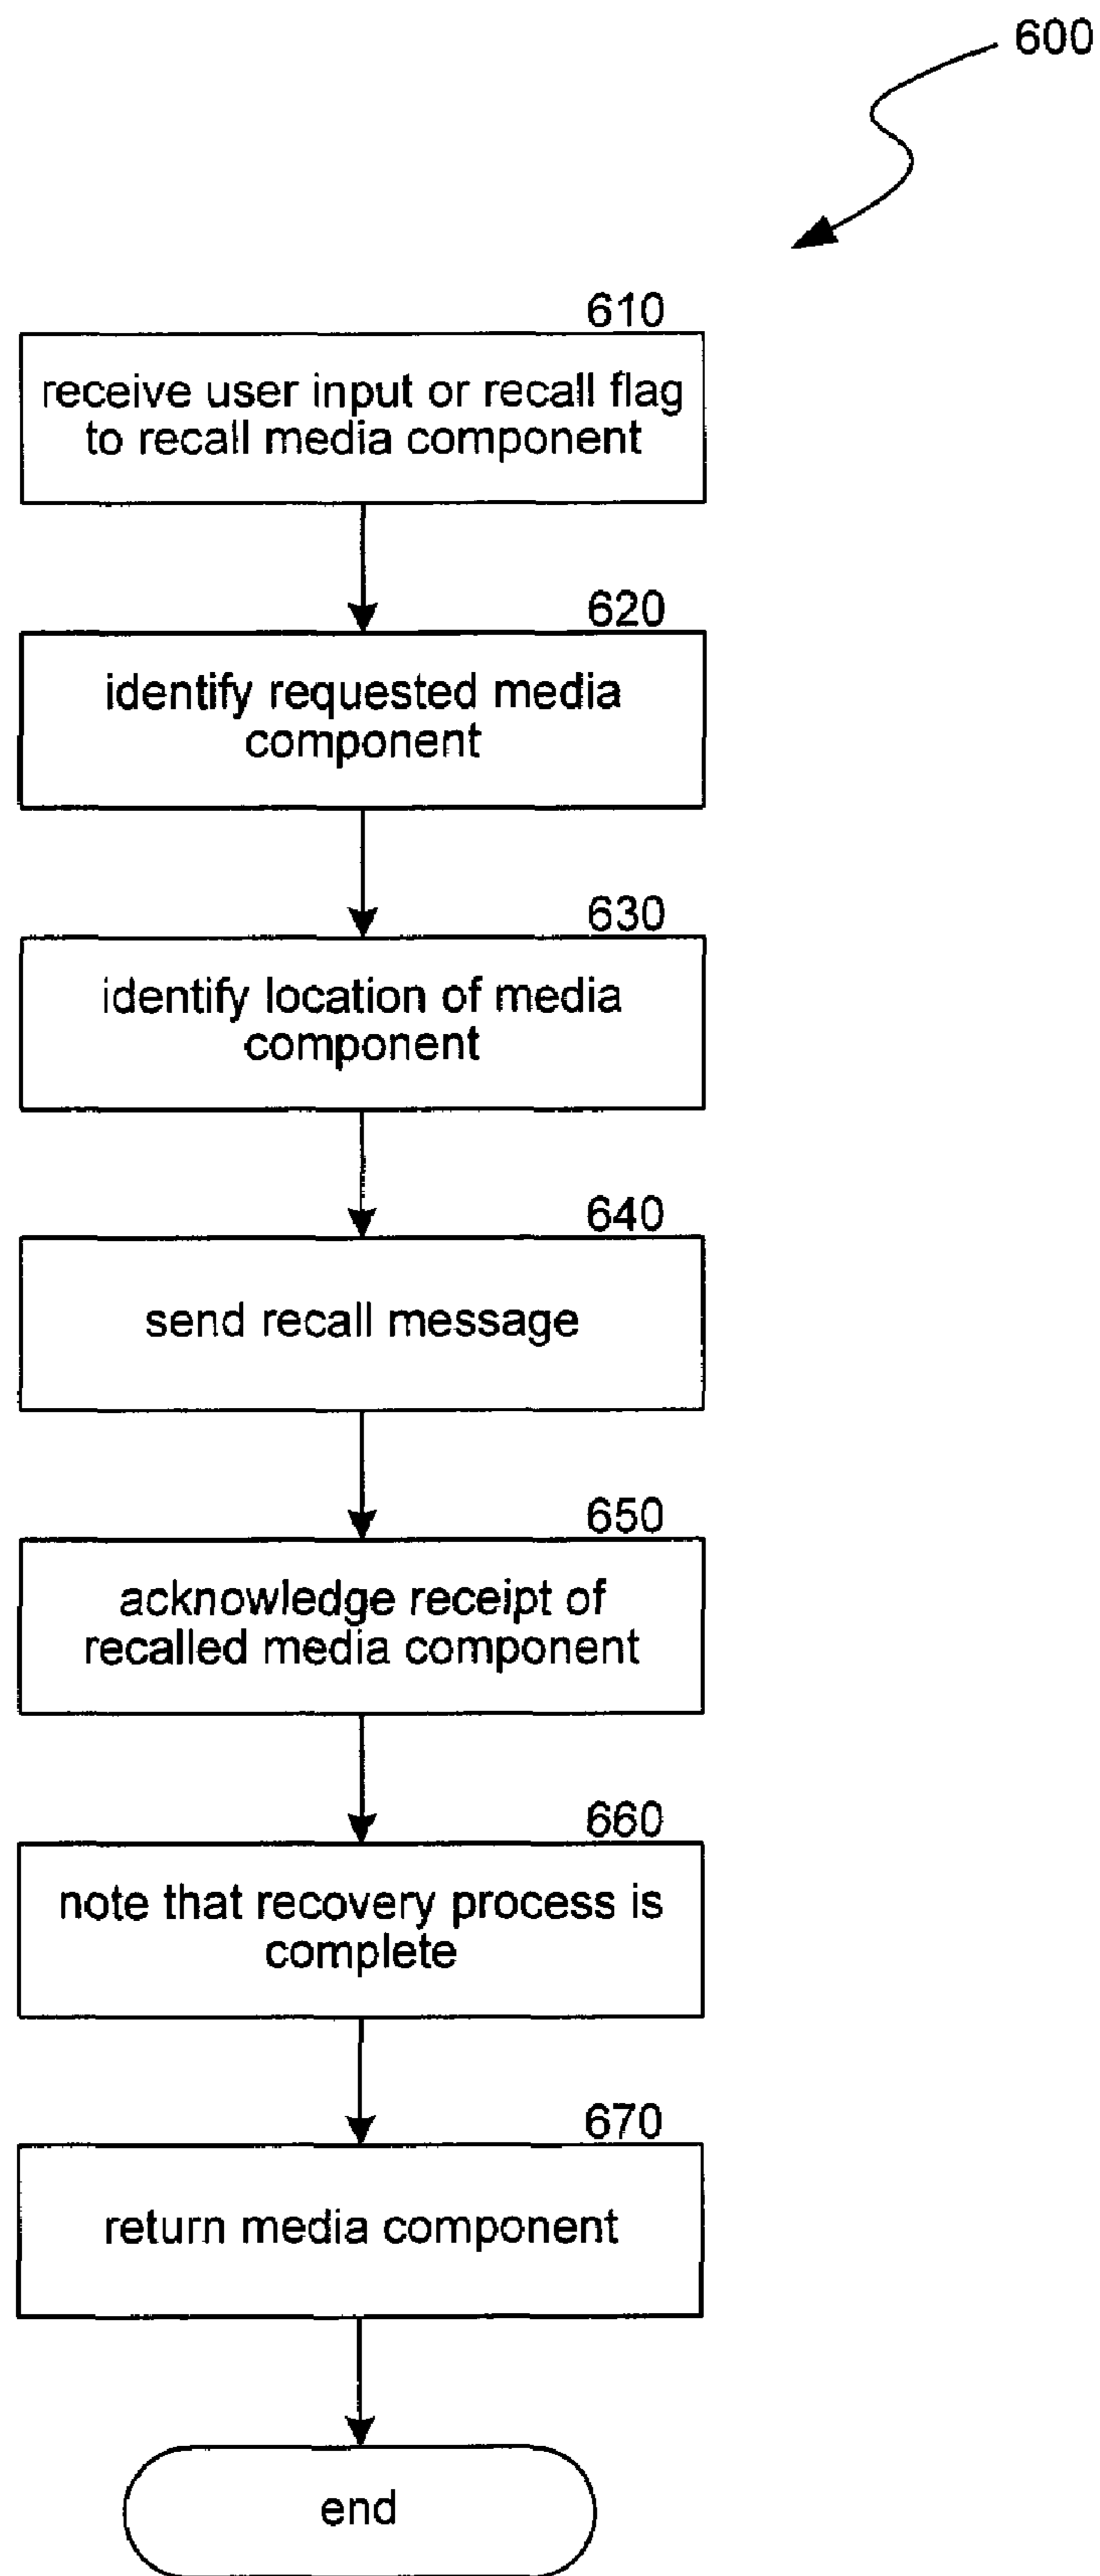 600
610
receive user input or recall flag
to recall media component
620
identify requested media
component
630
identify location of media
component
640
send recall message
650
acknowledge receipt of
recalled media component
660
note that recovery process is
complete
670
return media component
end